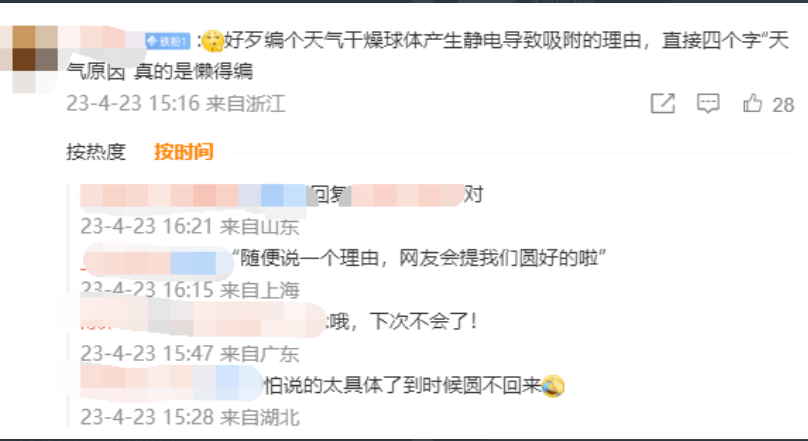 铁粉1 :好歹编个天气干燥球体产生静电导致吸附的理由，直接四个字“天
气原因”真的是懒得编
23-4-23 15:16 来自浙江 28
按热度 按时间
回复 对
23-4-23 16:21 来自山东
“随便说一个理由，网友会提我们圆好的啦”
23-4-23 16:15 来自上海
:哦，下次不会了！
23-4-23 15:47 来自广东
怕说的太具体了到时候圆不回来
23-4-23 15:28 来自湖北